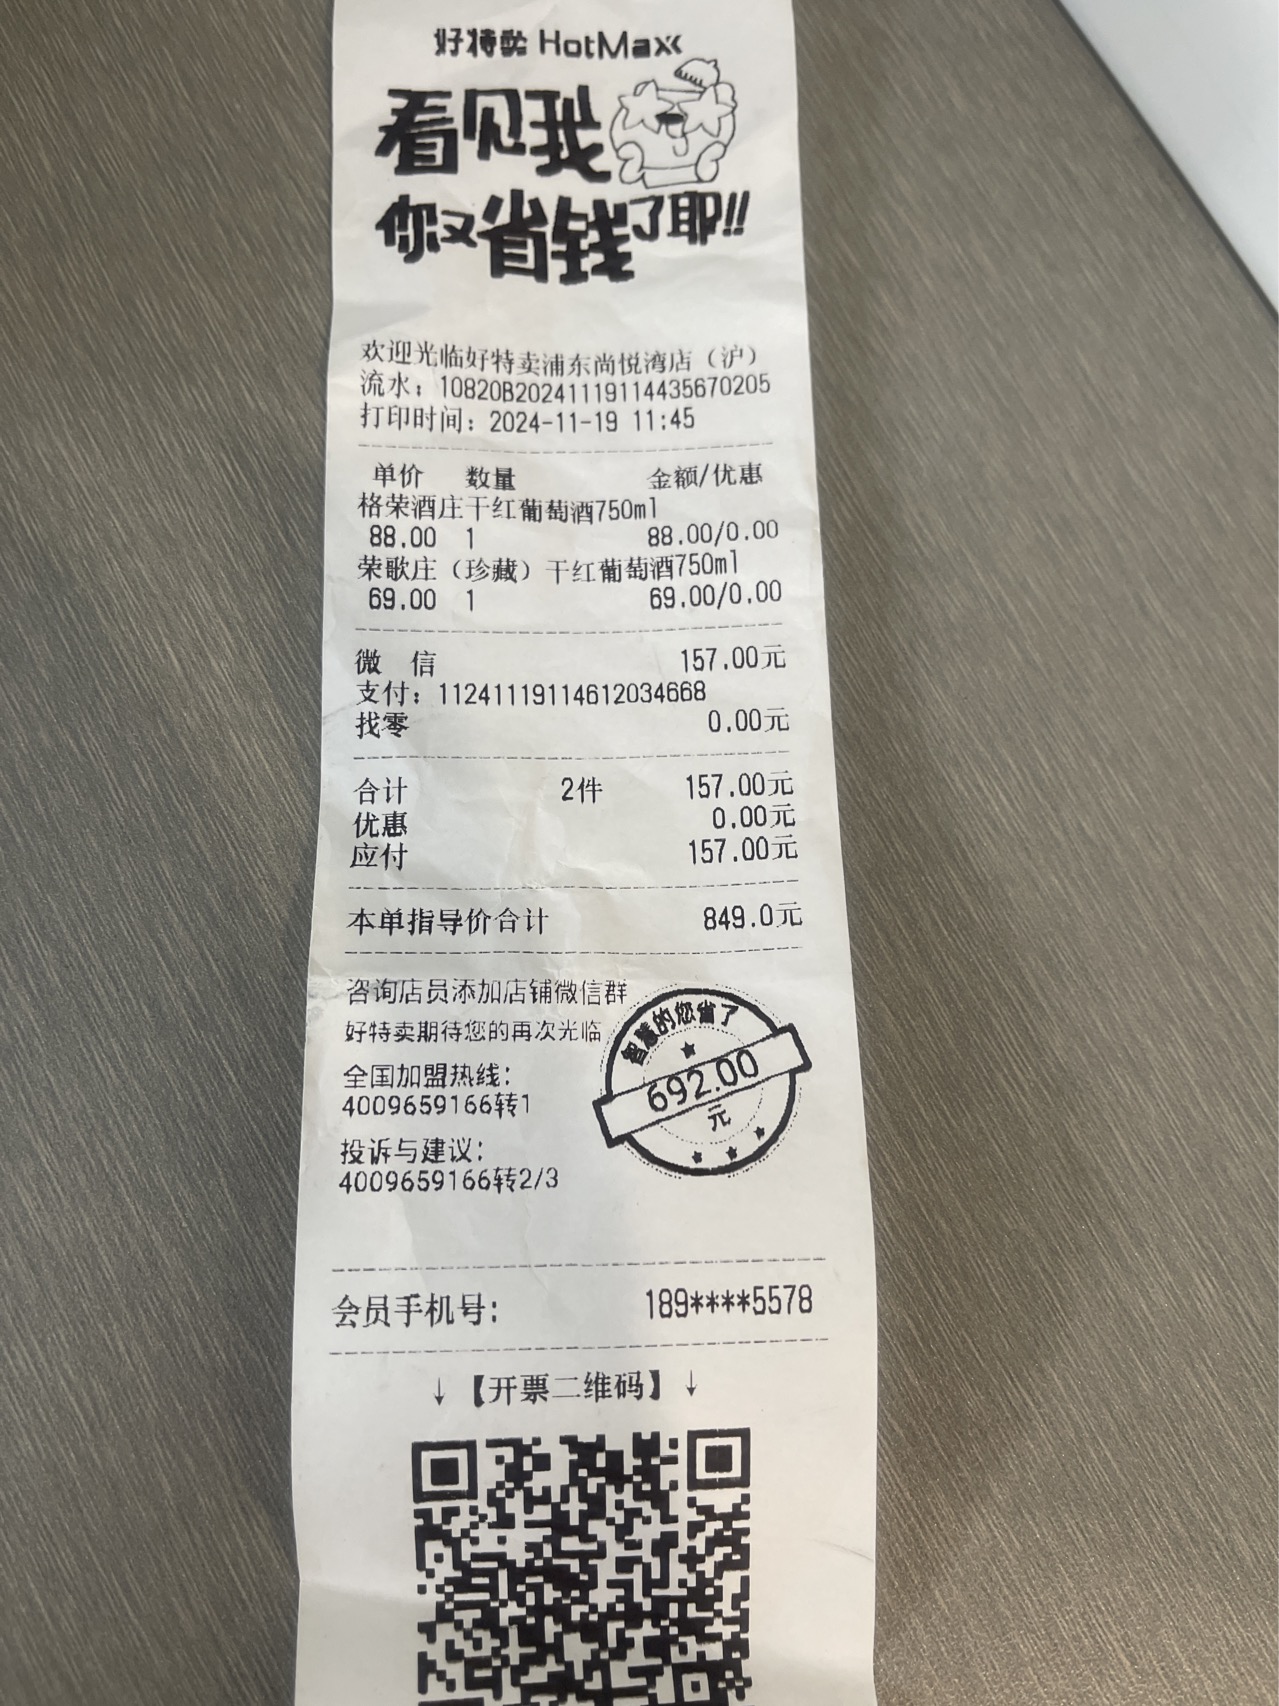 好特卖 HotMaxx
看见我
你又省钱了耶!!
欢迎光临好特卖浦东尚悦湾店（沪）
流水：10820B20241119114435670205
打印时间：2024-11-19 11:45
单价 数量 金额/优惠
格荣酒庄干红葡萄酒750ml
88.00 1 88.00/0.00
荣歌庄（珍藏）干红葡萄酒750ml
69.00 1 69.00/0.00
微 信 157.00元
支付：11241119114612034668
找零 0.00元
合计 2件 157.00元
优惠 0.00元
应付 157.00元
本单指导价合计 849.0元
咨询店员添加店铺微信群
好特卖期待您的再次光临
智慧的您省了
692.00
元
全国加盟热线：
4009659166转1
投诉与建议：
4009659166转2/3
会员手机号： 189****5578
↓【开票二维码】↓